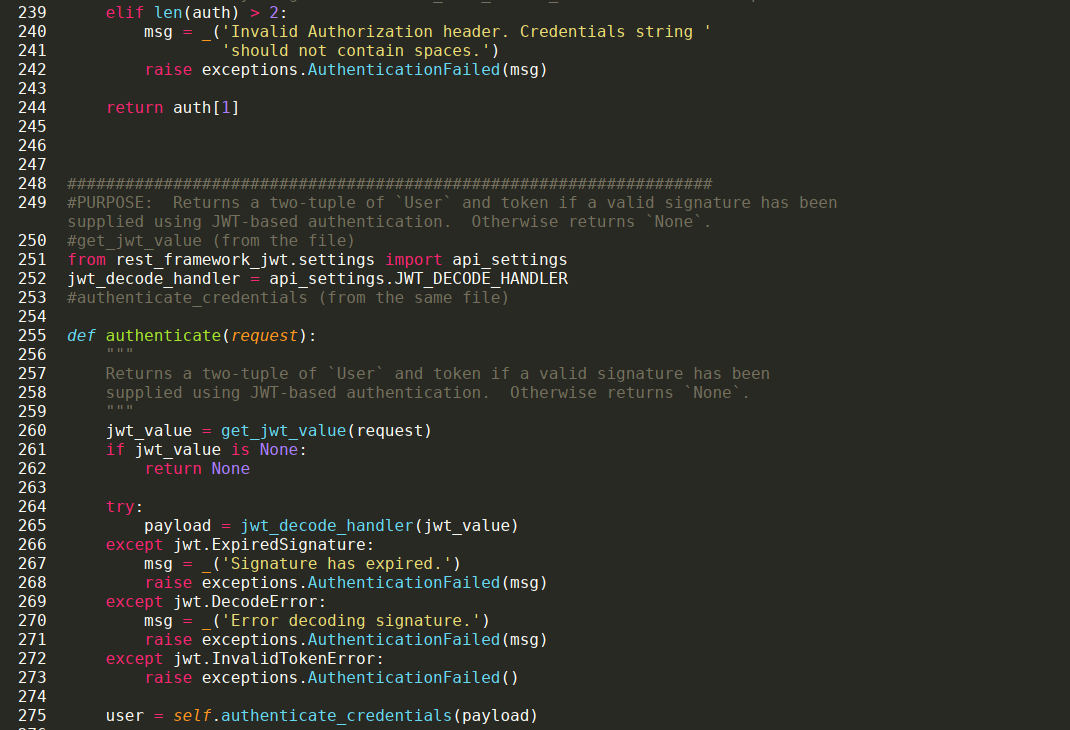 239 elif len(auth) > 2:
240 msg = _('Invalid Authorization header. Credentials string '
241 'should not contain spaces.')
242 raise exceptions.AuthenticationFailed(msg)
243
244 return auth[1]
245
246
247
248 ###################################################################
249 #PURPOSE:  Returns a two-tuple of `User` and token if a valid signature has been
supplied using JWT-based authentication.  Otherwise returns `None`.
250 #get_jwt_value (from the file)
251 from rest_framework_jwt.settings import api_settings
252 jwt_decode_handler = api_settings.JWT_DECODE_HANDLER
253 #authenticate_credentials (from the same file)
254
255 def authenticate(request):
256 """
257 Returns a two-tuple of `User` and token if a valid signature has been
258 supplied using JWT-based authentication.  Otherwise returns `None`.
259 """
260 jwt_value = get_jwt_value(request)
261 if jwt_value is None:
262 return None
263
264 try:
265 payload = jwt_decode_handler(jwt_value)
266 except jwt.ExpiredSignature:
267 msg = _('Signature has expired.')
268 raise exceptions.AuthenticationFailed(msg)
269 except jwt.DecodeError:
270 msg = _('Error decoding signature.')
271 raise exceptions.AuthenticationFailed(msg)
272 except jwt.InvalidTokenError:
273 raise exceptions.AuthenticationFailed()
274
275 user = self.authenticate_credentials(payload)